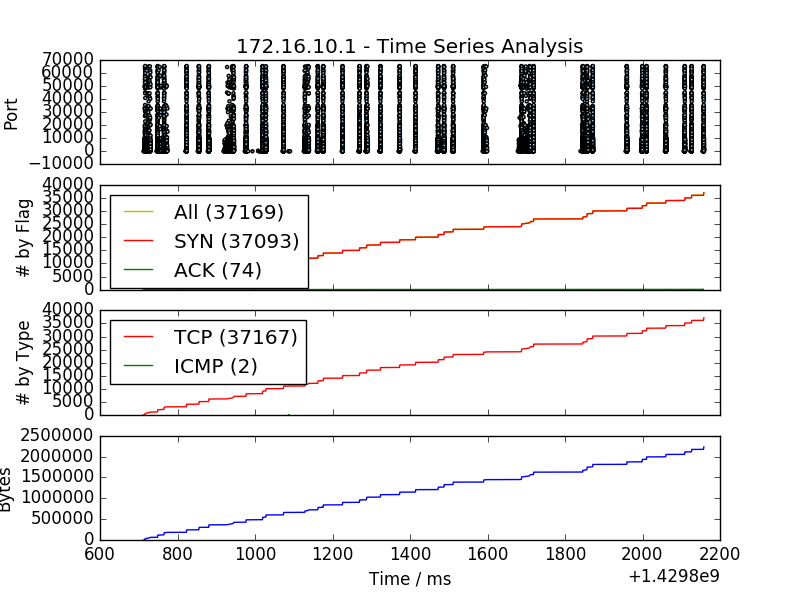 172.16.10.1 - Time Series Analysis
70000
60000
50000
40000
30000
20000
10000
0
−10000
Port
40000
35000
30000
25000
20000
15000
10000
5000
0
# by Flag
All (37169)
SYN (37093)
ACK (74)
40000
35000
30000
25000
20000
15000
10000
5000
0
# by Type
TCP (37167)
ICMP (2)
2500000
2000000
1500000
1000000
500000
0
Bytes
600 800 1000 1200 1400 1600 1800 2000 2200
Time / ms
+1.4298e9